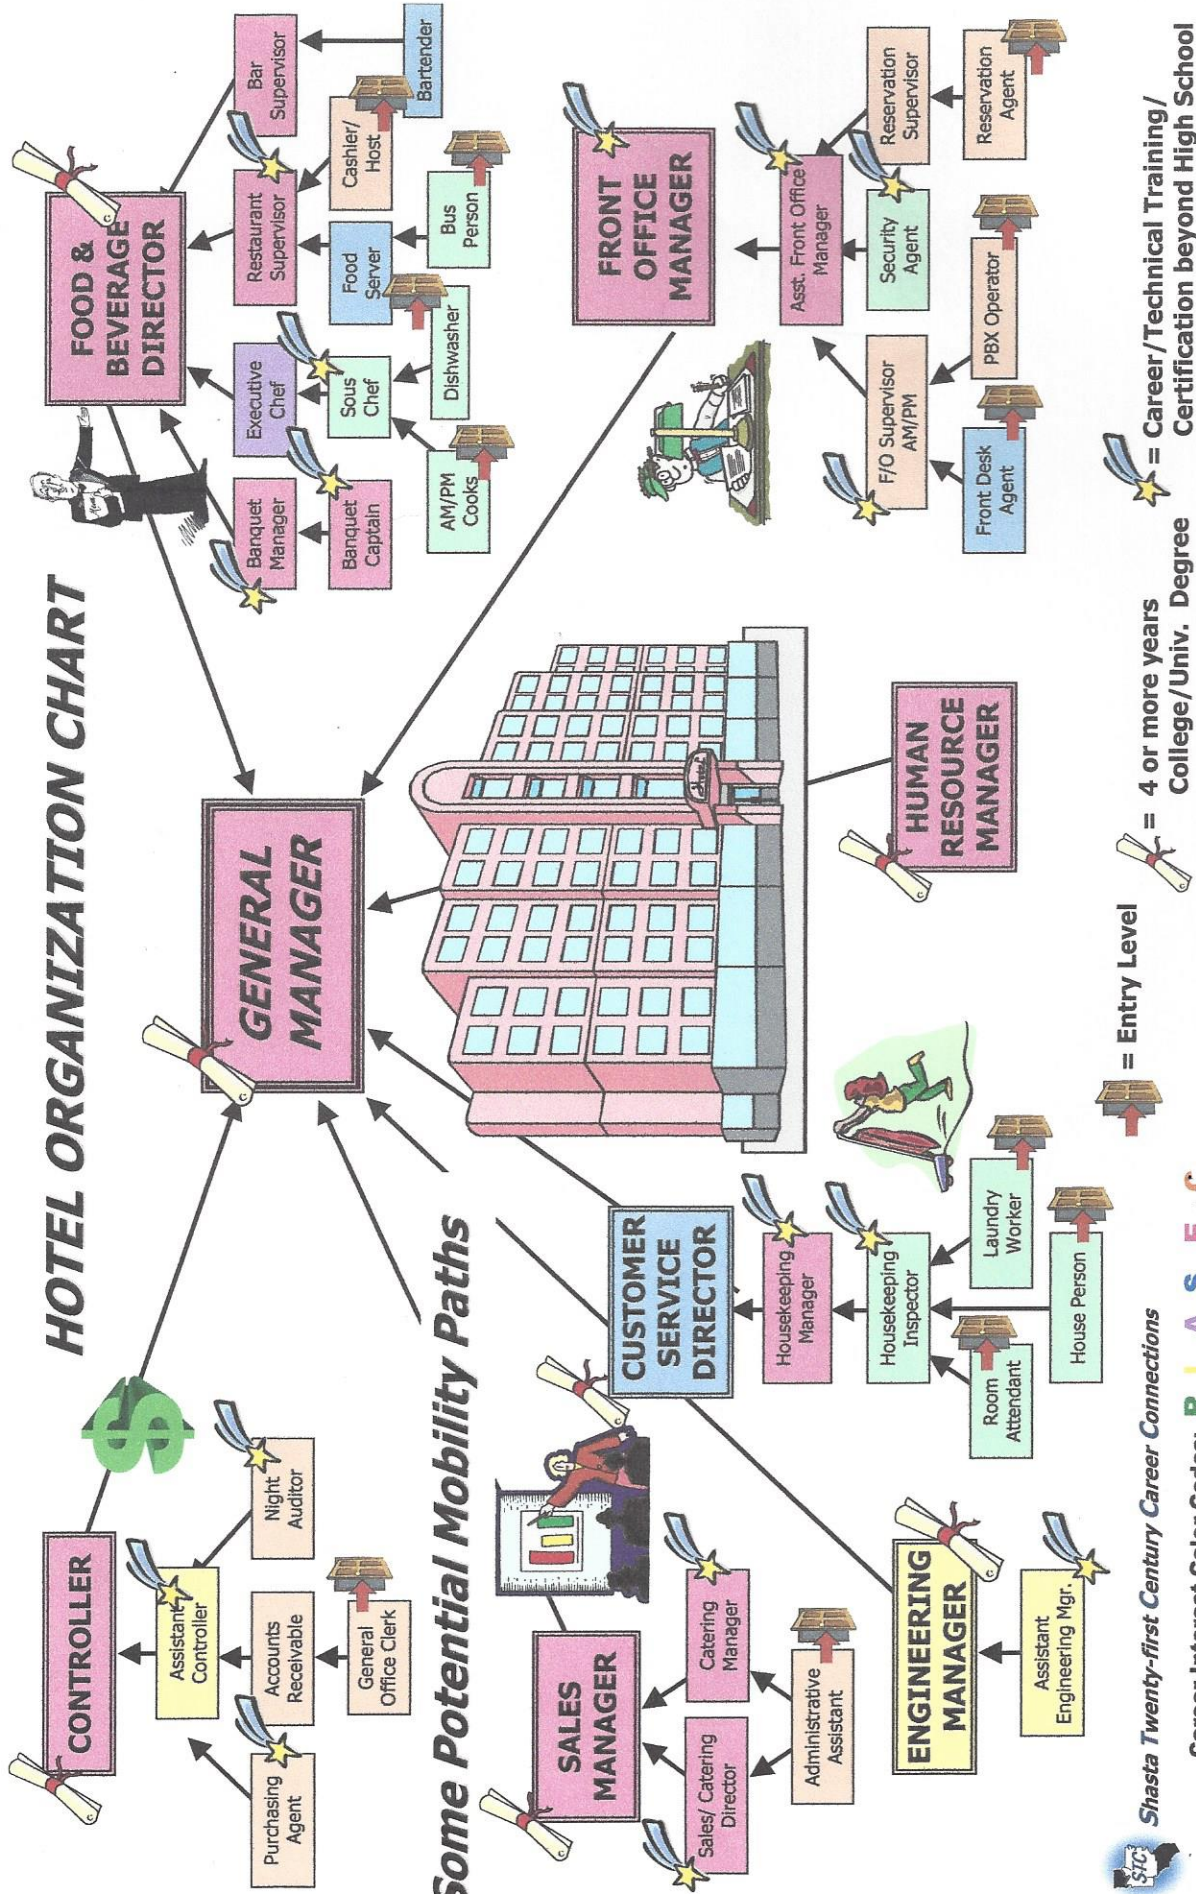 HOTEL ORGANIZATION CHART
Some Potential Mobility Paths
GENERAL
MANAGER
CONTROLLER
Assistant
Controller
Purchasing
Agent
Accounts
Receivable
Night
Auditor
General
Office Clerk
$
FOOD &
BEVERAGE
DIRECTOR
Banquet
Manager
Executive
Chef
Restaurant
Supervisor
Bar
Supervisor
Banquet
Captain
Sous
Chef
Food
Server
Cashier/
Host
AM/PM
Cooks
Dishwasher
Bus
Person
Bartender
SALES
MANAGER
Sales/ Catering
Director
Catering
Manager
Administrative
Assistant
CUSTOMER
SERVICE
DIRECTOR
Housekeeping
Manager
Housekeeping
Inspector
Room
Attendant
Laundry
Worker
House Person
FRONT
OFFICE
MANAGER
Asst. Front Office
Manager
F/O Supervisor
AM/PM
Security
Agent
Reservation
Supervisor
Front Desk
Agent
PBX Operator
Reservation
Agent
ENGINEERING
MANAGER
Assistant
Engineering Mgr.
HUMAN
RESOURCE
MANAGER
STC
Shasta Twenty-first Century Career Connections
= Entry Level
= 4 or more years
College/Univ. Degree
= Career/Technical Training/
Certification beyond High School